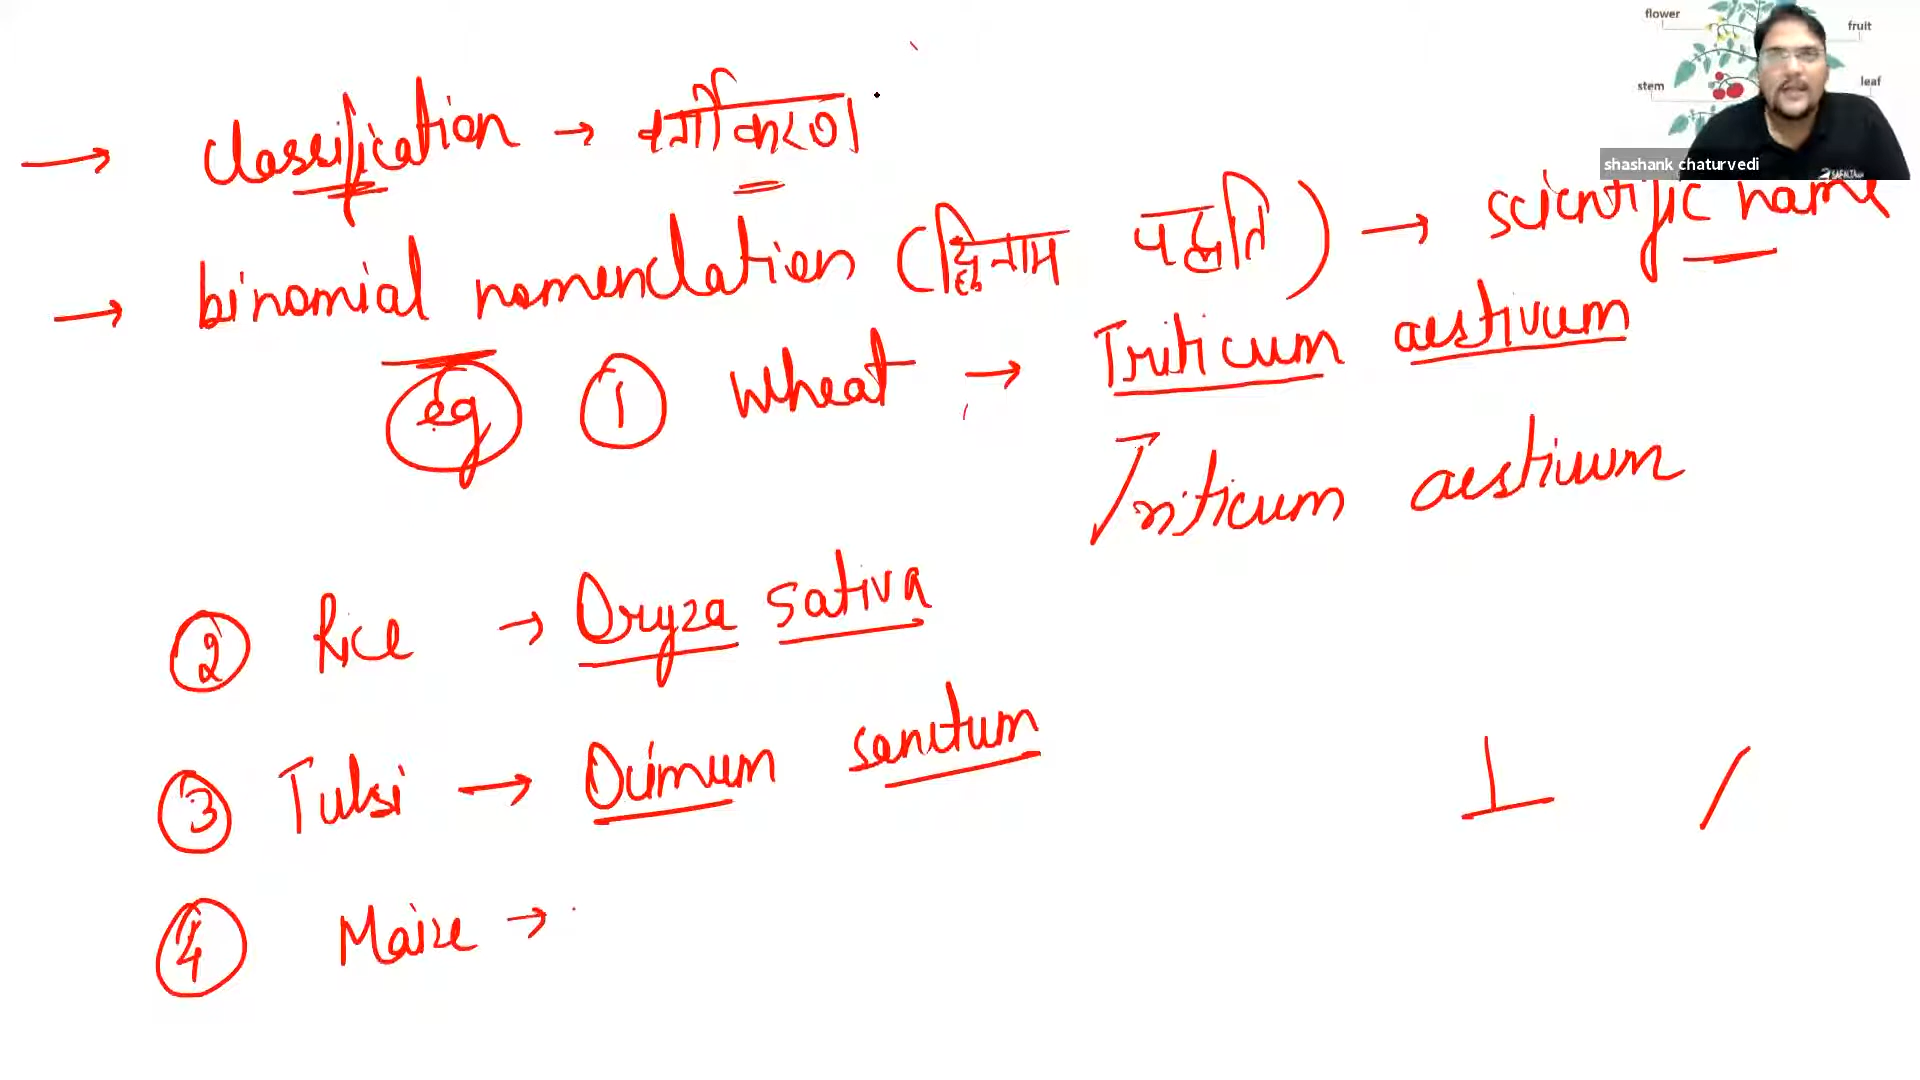 flower
fruit
stem
leaf
shashank chaturvedi
→ classification → वर्गीकरण
→ binomial nomenclation (द्विनाम पद्धति) → scientific name
eg ① Wheat → Triticum aestivum
Triticum aestivum
② Rice → Oryza sativa
③ Tulsi → Ocimum sanctum
④ Maize →